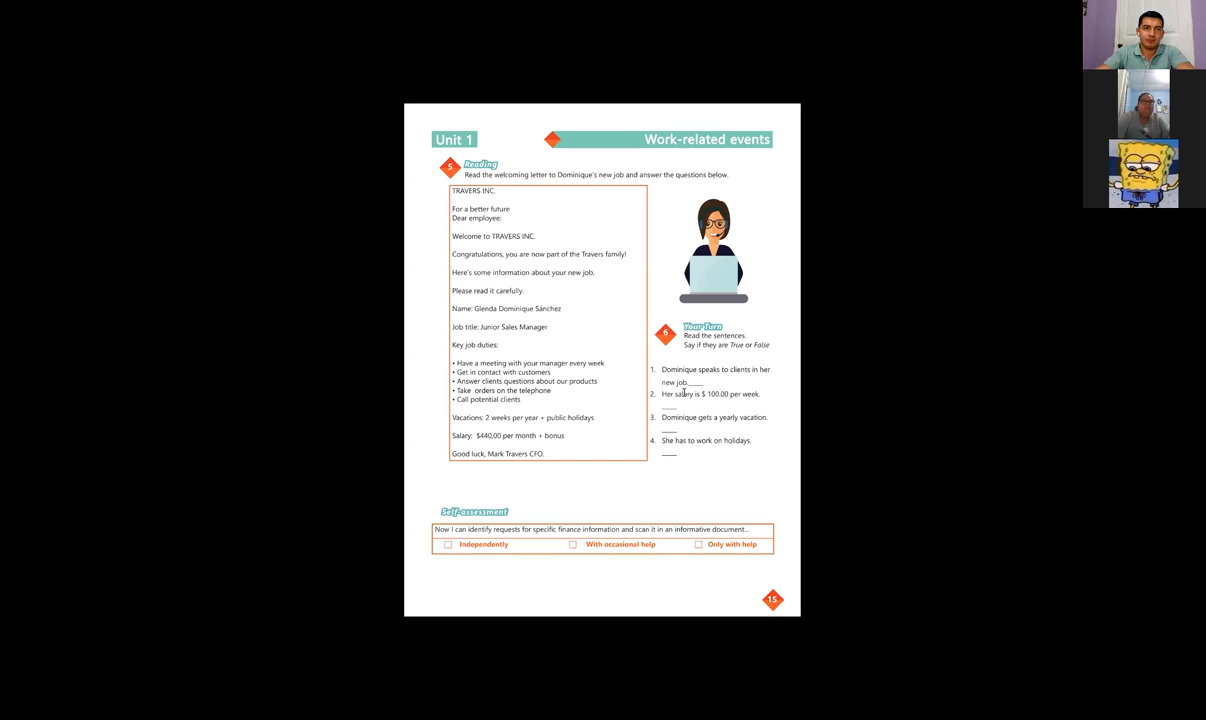 Unit 1
Work-related events
5
Reading
Read the welcoming letter to Dominique's new job and answer the questions below.
TRAVERS INC.
For a better future
Dear employee:
Welcome to TRAVERS INC.
Congratulations, you are now part of the Travers family!
Here's some information about your new job.
Please read it carefully.
Name: Glenda Dominique Sánchez
Job title: Junior Sales Manager
Key job duties:
• Have a meeting with your manager every week
• Get in contact with customers
• Answer clients questions about our products
• Take orders on the telephone
• Call potential clients
Vacations: 2 weeks per year + public holidays
Salary: $440,00 per month + bonus
Good luck, Mark Travers CFO.
6
Your Turn
Read the sentences.
Say if they are True or False
1. Dominique speaks to clients in her
new job.____
2. Her salary is $ 100.00 per week.
____
3. Dominique gets a yearly vacation.
____
4. She has to work on holidays.
____
Self-assessment
Now I can identify requests for specific finance information and scan it in an informative document...
Independently
With occasional help
Only with help
15